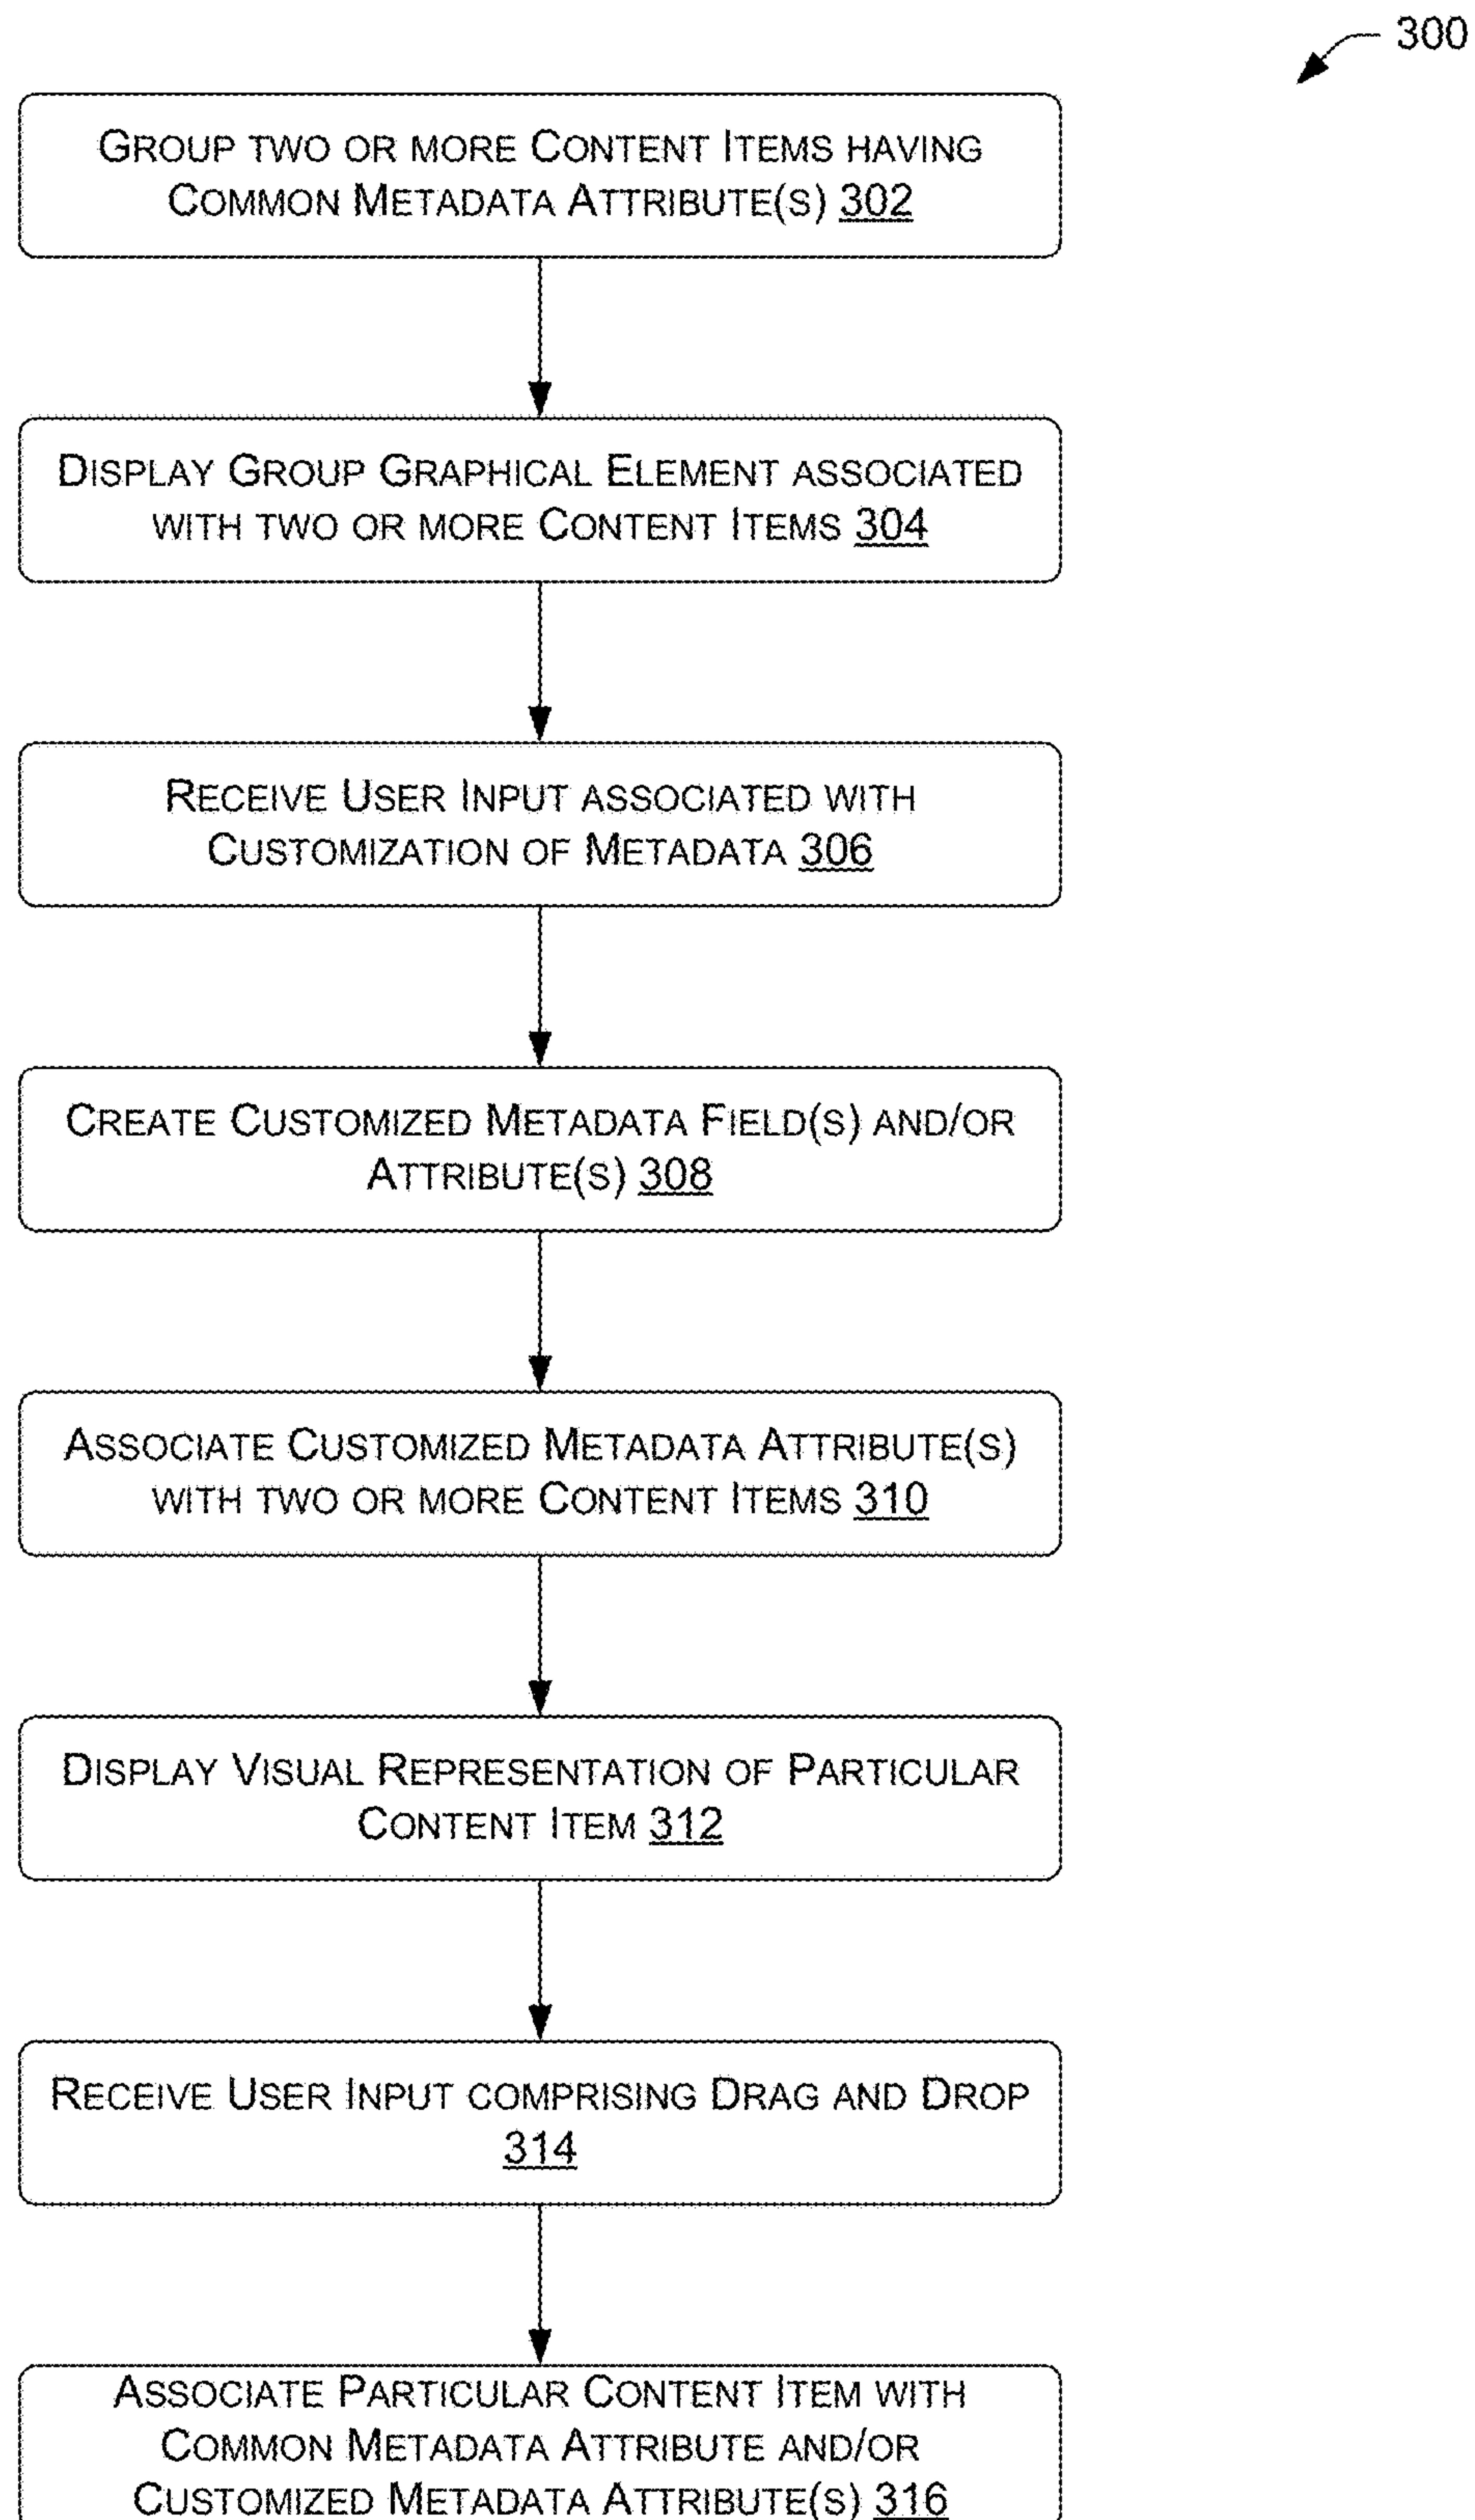 300
GROUP TWO OR MORE CONTENT ITEMS HAVING
COMMON METADATA ATTRIBUTE(S) 302
DISPLAY GROUP GRAPHICAL ELEMENT ASSOCIATED
WITH TWO OR MORE CONTENT ITEMS 304
RECEIVE USER INPUT ASSOCIATED WITH
CUSTOMIZATION OF METADATA 306
CREATE CUSTOMIZED METADATA FIELD(S) AND/OR
ATTRIBUTE(S) 308
ASSOCIATE CUSTOMIZED METADATA ATTRIBUTE(S)
WITH TWO OR MORE CONTENT ITEMS 310
DISPLAY VISUAL REPRESENTATION OF PARTICULAR
CONTENT ITEM 312
RECEIVE USER INPUT COMPRISING DRAG AND DROP
314
ASSOCIATE PARTICULAR CONTENT ITEM WITH
COMMON METADATA ATTRIBUTE AND/OR
CUSTOMIZED METADATA ATTRIBUTE(S) 316